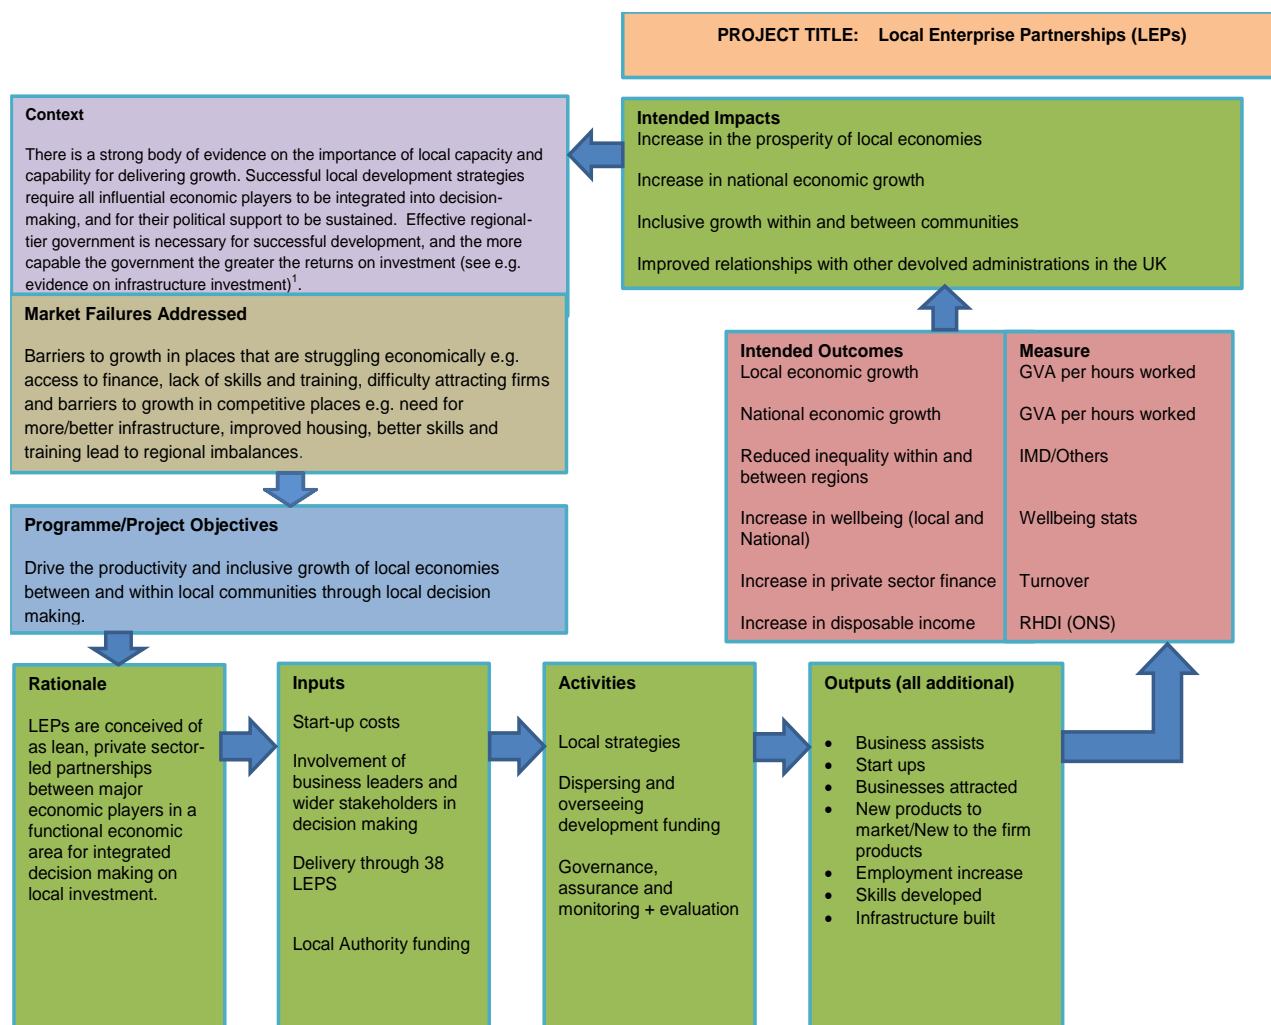 PROJECT TITLE: Local Enterprise Partnerships (LEPs)
Context
There is a strong body of evidence on the importance of local capacity and
capability for delivering growth. Successful local development strategies
require all influential economic players to be integrated into decision-
making, and for their political support to be sustained. Effective regional-
tier government is necessary for successful development, and the more
capable the government the greater the returns on investment (see e.g.
evidence on infrastructure investment)1.
Market Failures Addressed
Barriers to growth in places that are struggling economically e.g.
access to finance, lack of skills and training, difficulty attracting firms
and barriers to growth in competitive places e.g. need for
more/better infrastructure, improved housing, better skills and
training lead to regional imbalances.
Programme/Project Objectives
Drive the productivity and inclusive growth of local economies
between and within local communities through local decision
making.
Rationale
LEPs are conceived of
as lean, private sector-
led partnerships
between major
economic players in a
functional economic
area for integrated
decision making on
local investment.
Inputs
Start-up costs
Involvement of
business leaders and
wider stakeholders in
decision making
Delivery through 38
LEPS
Local Authority funding
Activities
Local strategies
Dispersing and
overseeing
development funding
Governance,
assurance and
monitoring + evaluation
Outputs (all additional)
• Business assists
• Start ups
• Businesses attracted
• New products to
market/New to the firm
products
• Employment increase
• Skills developed
• Infrastructure built
Intended Outcomes Measure
Local economic growth GVA per hours worked
National economic growth GVA per hours worked
Reduced inequality within and IMD/Others
between regions
Increase in wellbeing (local and Wellbeing stats
National)
Increase in private sector finance Turnover
Increase in disposable income RHDI (ONS)
Intended Impacts
Increase in the prosperity of local economies
Increase in national economic growth
Inclusive growth within and between communities
Improved relationships with other devolved administrations in the UK